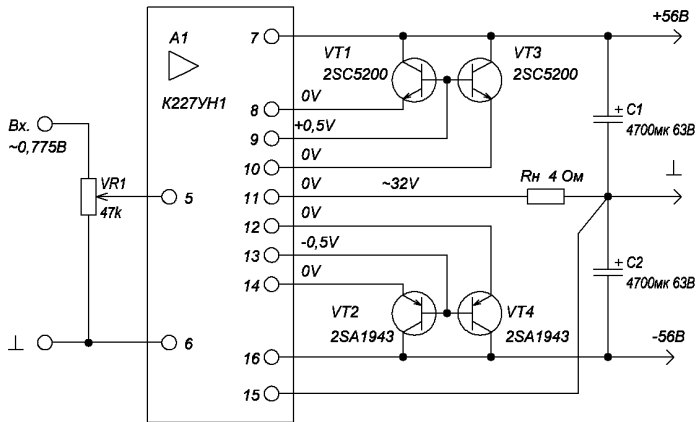 А1
К227УН1
Вх.
~0,775В
VR1
47k
5
6
⊥
7
8
9
10
11
12
13
14
16
15
0V
+0,5V
0V
0V
0V
-0,5V
0V
~32V
VT1
2SC5200
VT3
2SC5200
VT2
2SA1943
VT4
2SA1943
Rн 4 Ом
+56В
+ C1
4700мк 63В
⊥
+ C2
4700мк 63В
-56В